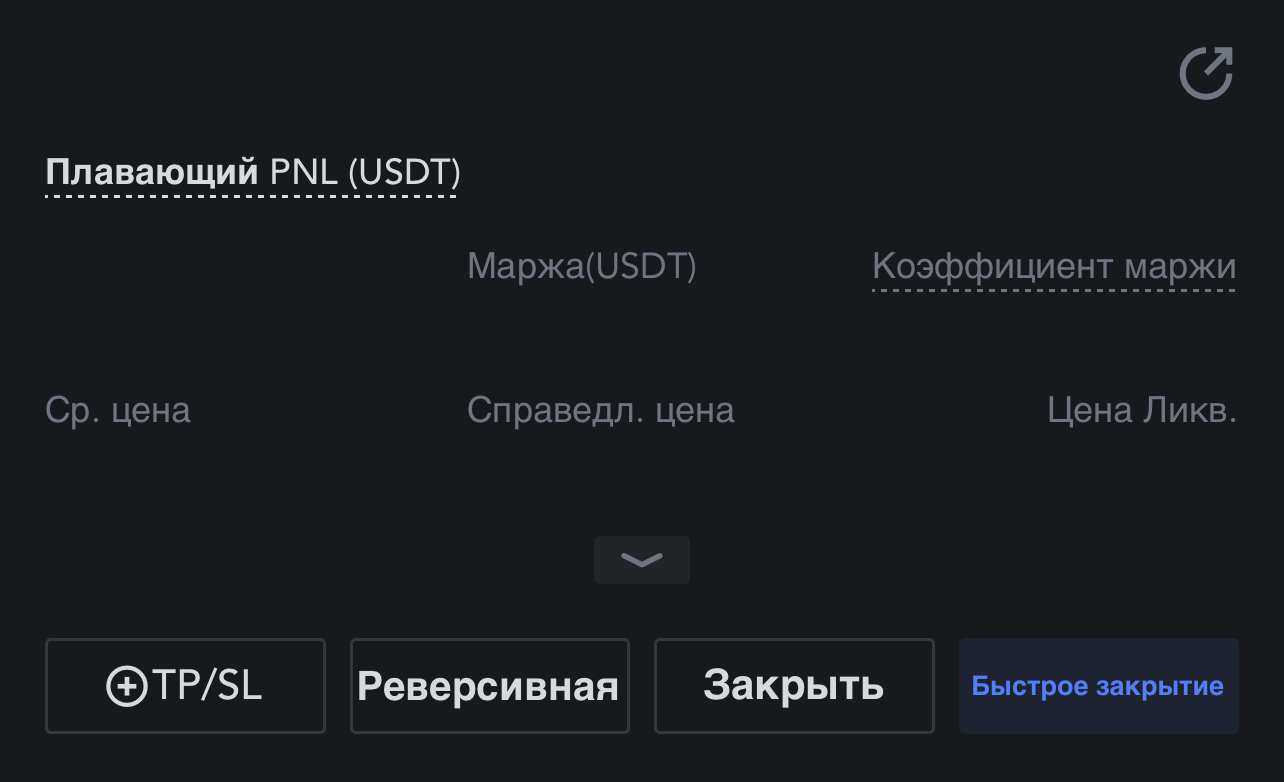 Плавающий PNL (USDT)
Маржа(USDT) Коэффициент маржи
Ср. цена Справедл. цена Цена Ликв.
TP/SL Реверсивная Закрыть Быстрое закрытие